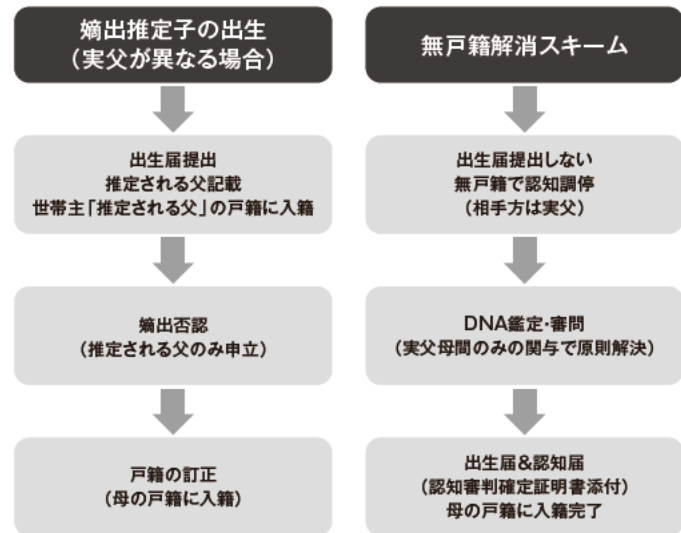 嫡出推定子の出生
（実父が異なる場合）
出生届提出
推定される父記載
世帯主「推定される父」の戸籍に入籍
嫡出否認
（推定される父のみ申立）
戸籍の訂正
（母の戸籍に入籍）
無戸籍解消スキーム
出生届提出しない
無戸籍で認知調停
（相手方は実父）
DNA鑑定・審問
（実父母間のみの関与で原則解決）
出生届&認知届
（認知審判確定証明書添付）
母の戸籍に入籍完了